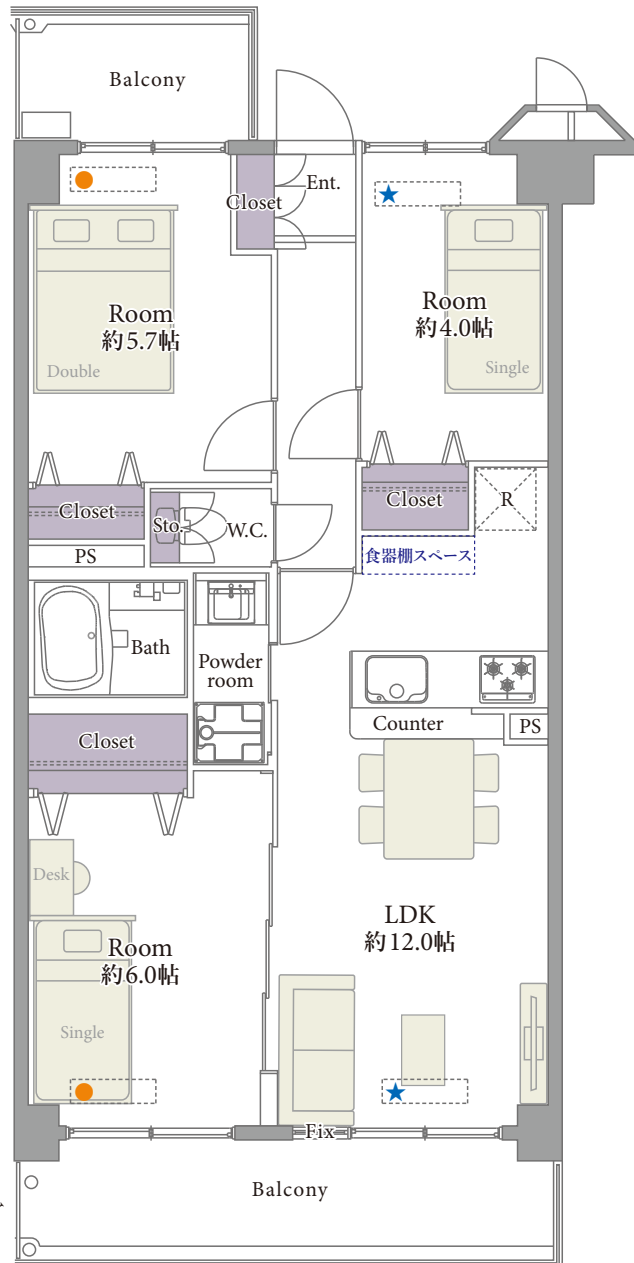 Balcony
Closet
Ent.
Room
約5.7帖
Double
Room
約4.0帖
Single
Closet
PS
Sto.
W.C.
Closet
R
食器棚スペース
Bath
Powder
room
Closet
Counter
PS
Desk
Room
約6.0帖
Single
LDK
約12.0帖
Fix
Balcony